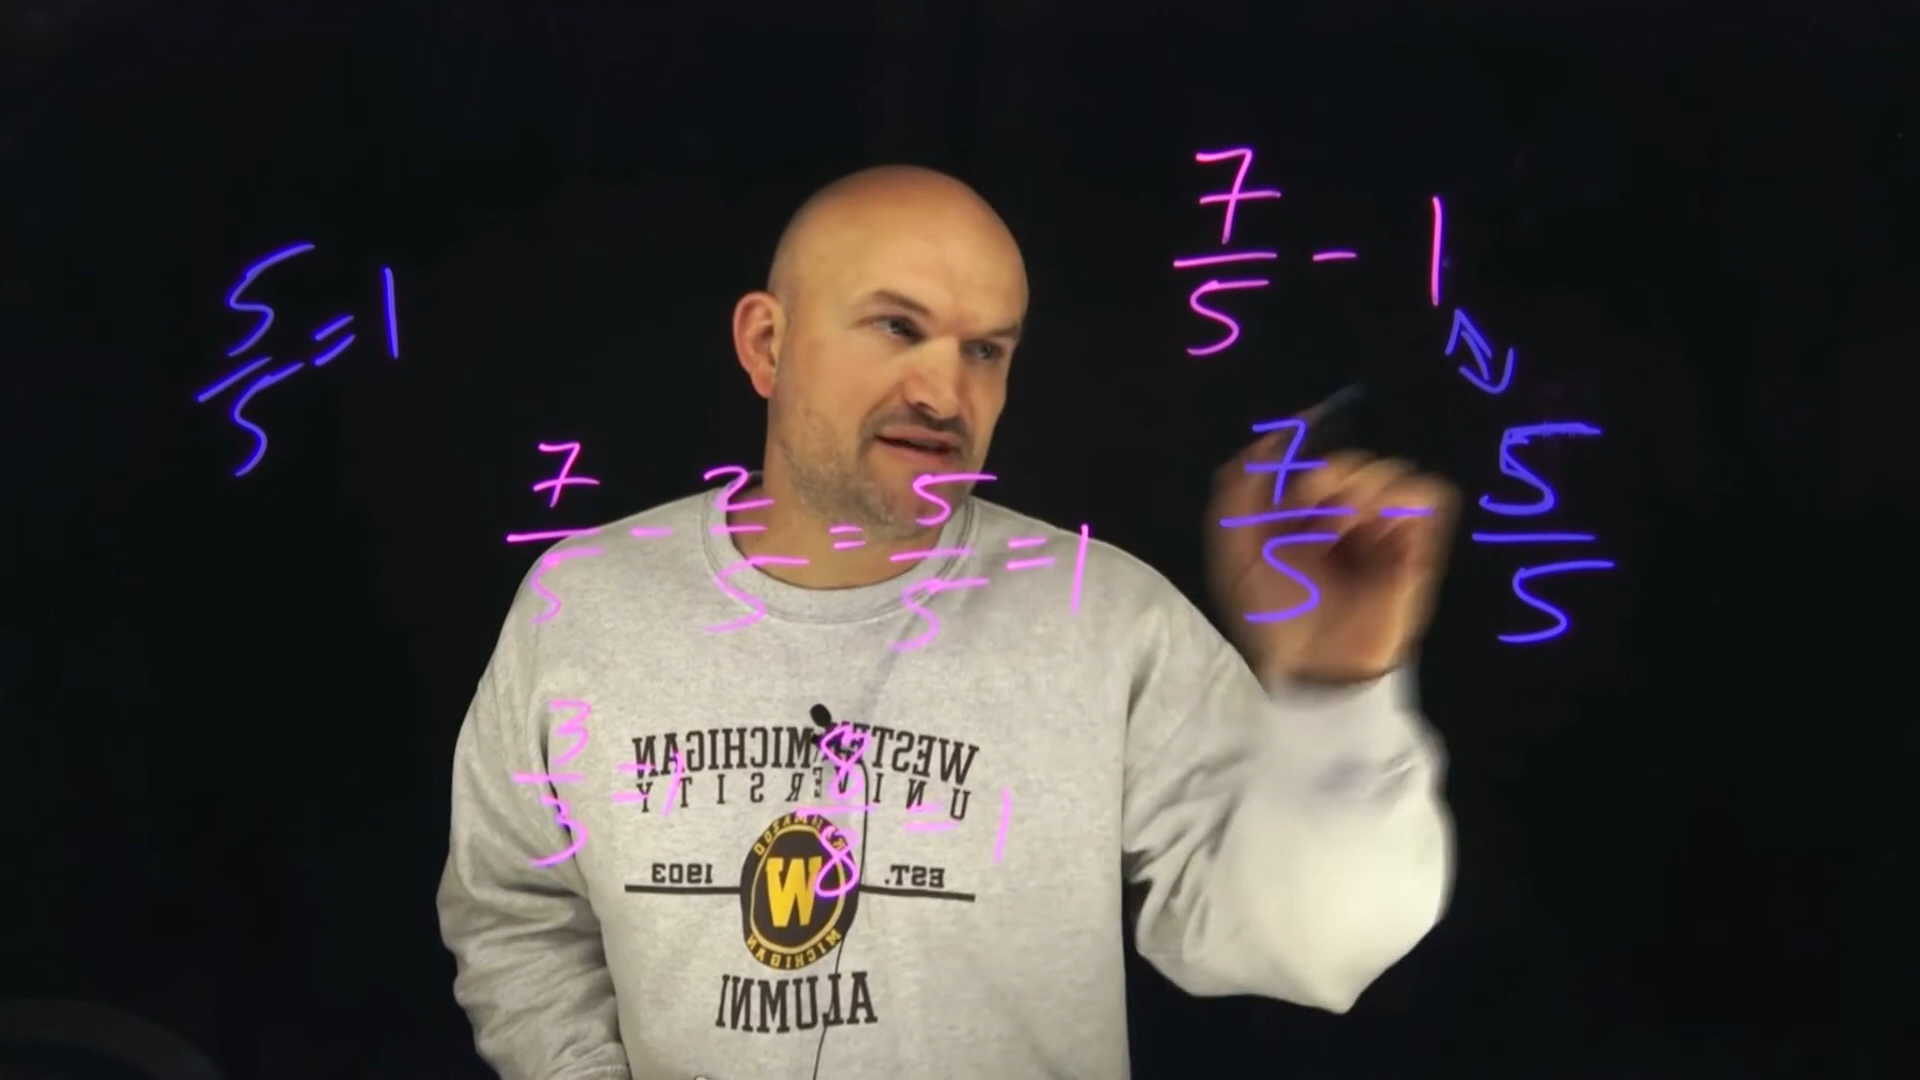 5/5 = 1
7/5 - 1
7/5 - 5/5
7/5 - 2/5 = 5/5 = 1
3/3 = 1
8/8 = 1
WESTERN MICHIGAN
UNIVERSITY
EST. 1903
W
MICHIGAN
ALUMNI